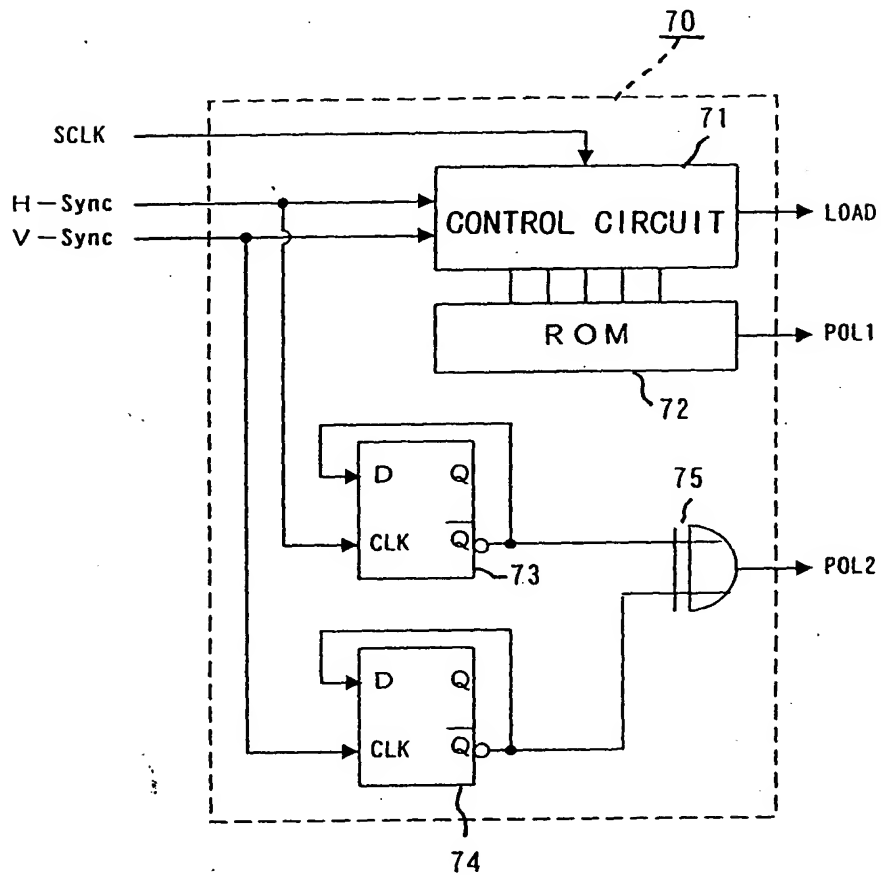 70
SCLK
71
H-Sync
V-Sync
CONTROL CIRCUIT
LOAD
ROM
POL1
72
D Q
75
CLK Q
73
POL2
D Q
CLK Q
74